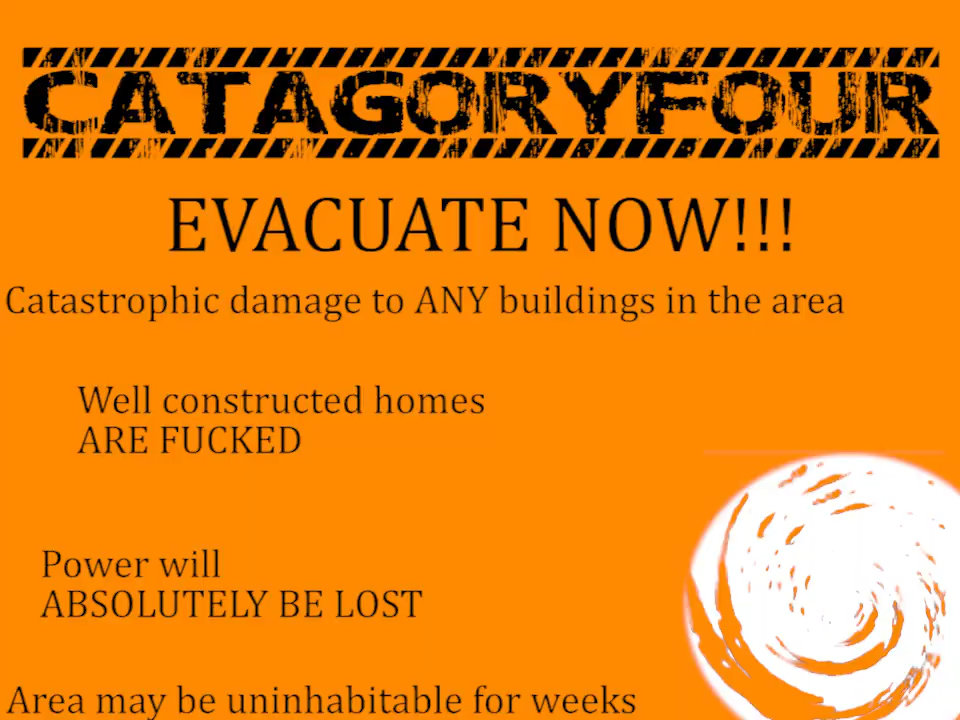 CATAGORYFOUR
EVACUATE NOW!!!
Catastrophic damage to ANY buildings in the area
Well constructed homes
ARE FUCKED
Power will
ABSOLUTELY BE LOST
Area may be uninhabitable for weeks